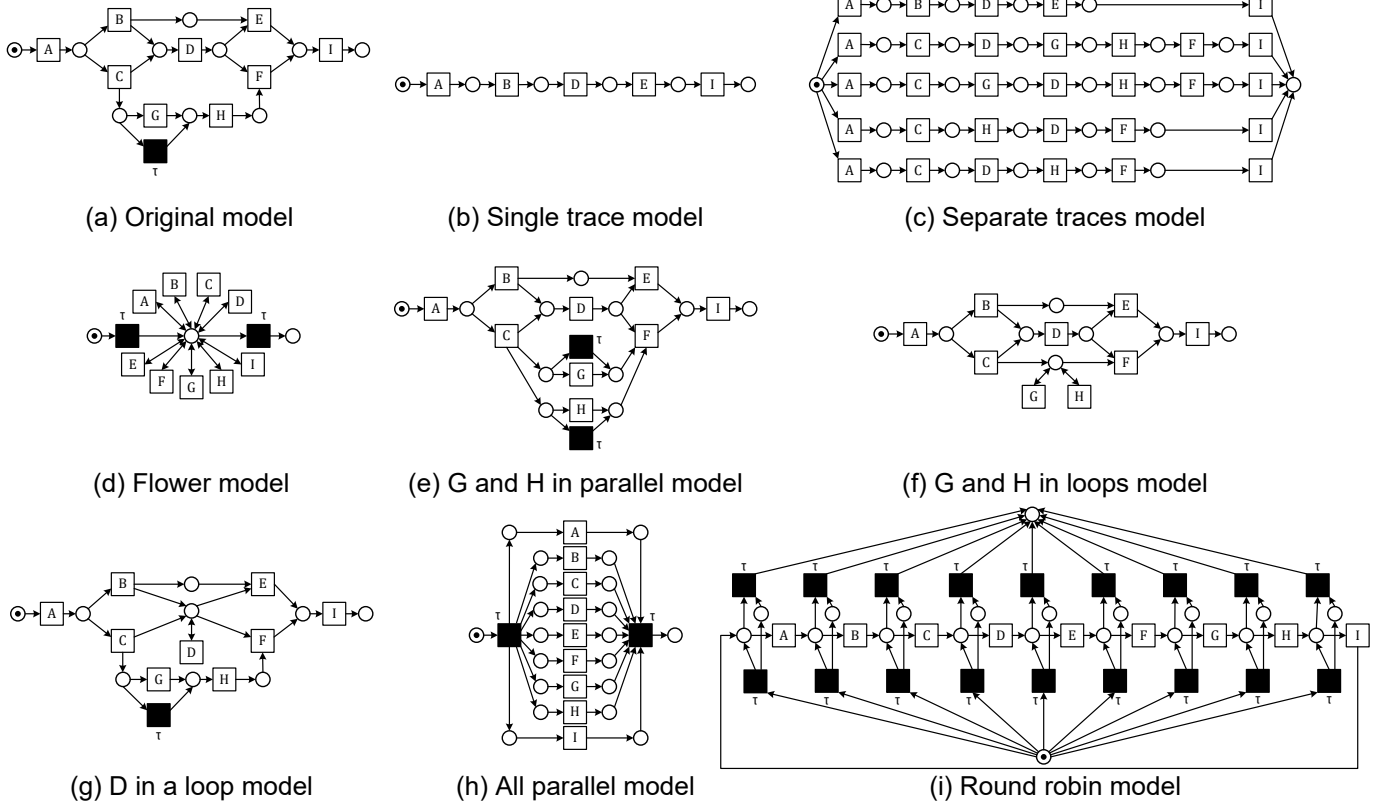 B E
A D I
C F
G H
τ
(a) Original model
A B D E I
(b) Single trace model
A B D E I
A C D G H F I
A C G D H F I
A C H D F I
A C D H F I
(c) Separate traces model
B C
A D
τ τ
E I
F G H
(d) Flower model
B E
A D I
C F
τ
G
H
τ
(e) G and H in parallel model
B E
A D I
C F
G H
(f) G and H in loops model
B E
A I
C D F
G H
τ
(g) D in a loop model
A
B
C
τ D τ
E
F
G
H
I
(h) All parallel model
τ τ τ τ τ τ τ τ τ
A B C D E F G H I
τ τ τ τ τ τ τ τ τ
(i) Round robin model